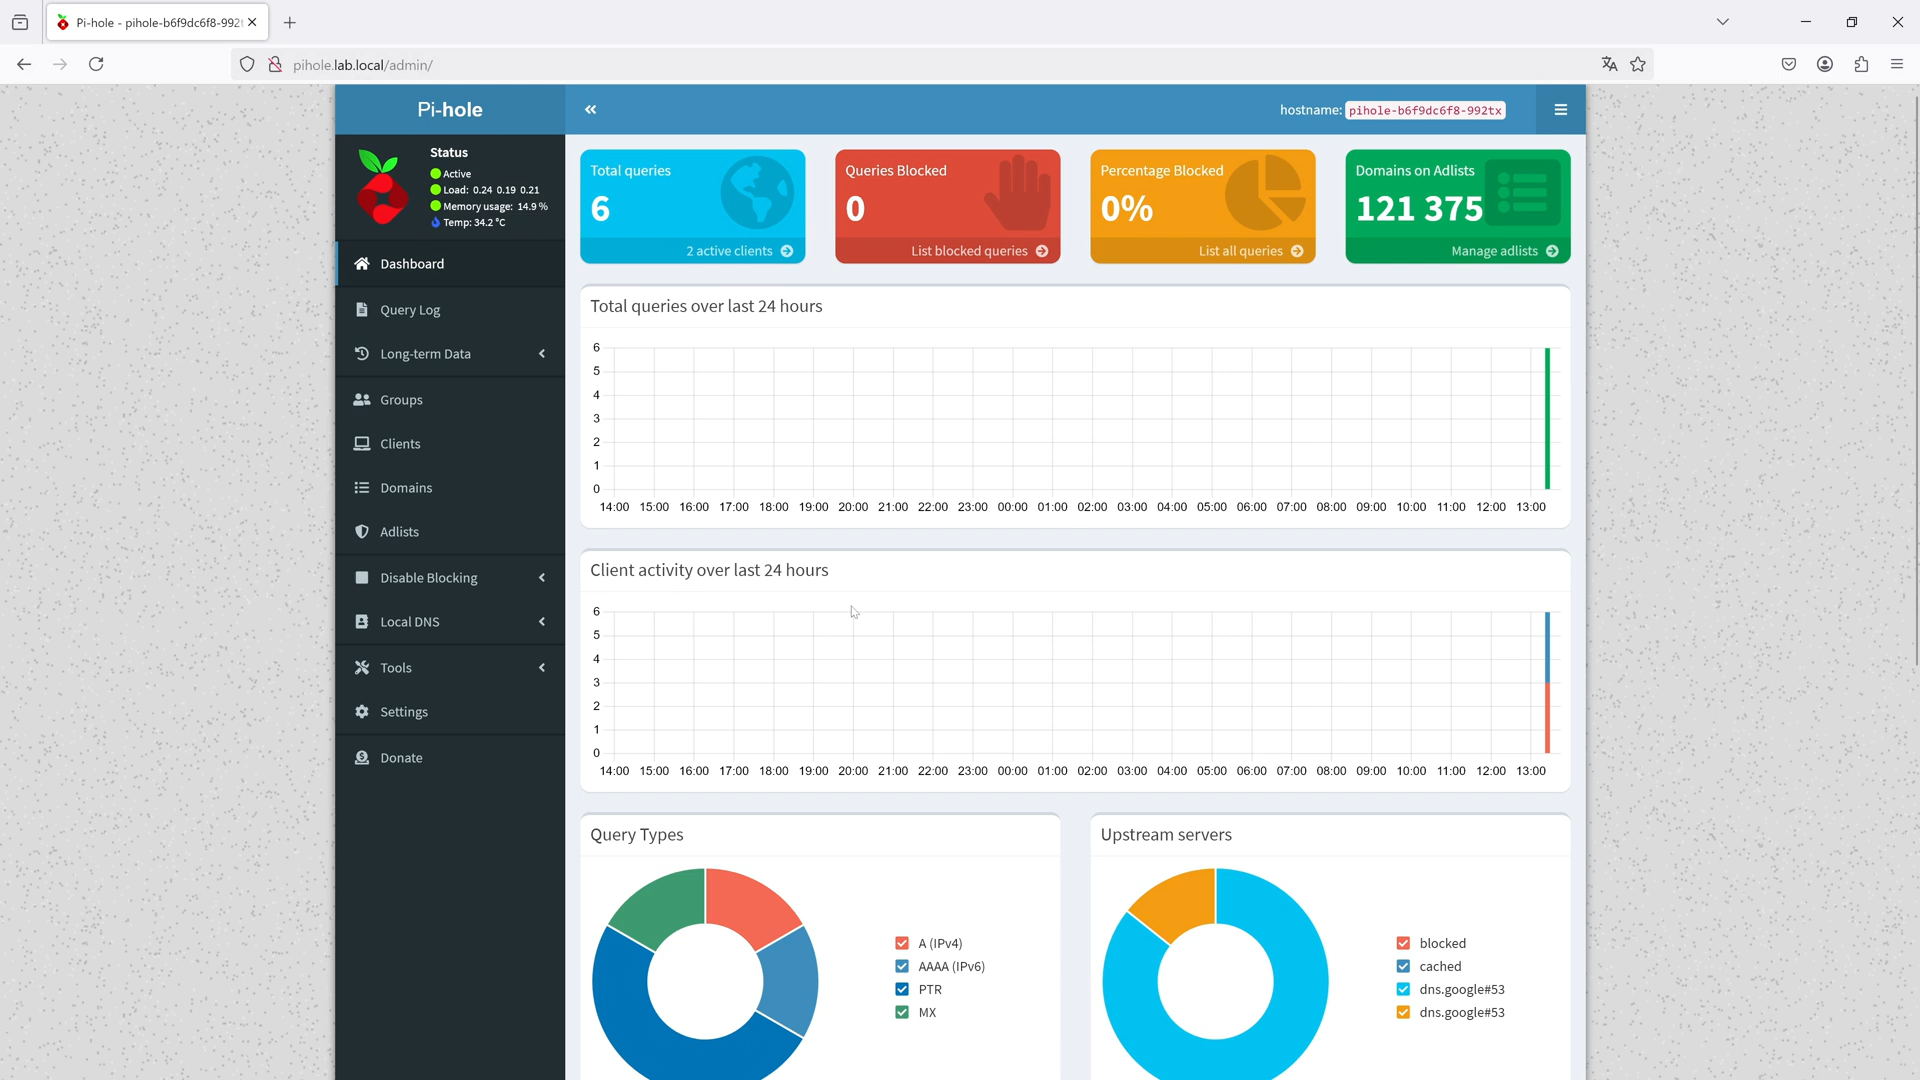 Pi-hole - pihole-b6f9dc6f8-992
pihole.lab.local/admin/
Pi-hole
hostname: pihole-b6f9dc6f8-992tx
Status
Active
Load: 0.24 0.19 0.21
Memory usage: 14.9 %
Temp: 34.2 °C
Dashboard
Query Log
Long-term Data
Groups
Clients
Domains
Adlists
Disable Blocking
Local DNS
Tools
Settings
Donate
Total queries
6
2 active clients
Queries Blocked
0
List blocked queries
Percentage Blocked
0%
List all queries
Domains on Adlists
121 375
Manage adlists
Total queries over last 24 hours
6
5
4
3
2
1
0
14:00 15:00 16:00 17:00 18:00 19:00 20:00 21:00 22:00 23:00 00:00 01:00 02:00 03:00 04:00 05:00 06:00 07:00 08:00 09:00 10:00 11:00 12:00 13:00
Client activity over last 24 hours
6
5
4
3
2
1
0
14:00 15:00 16:00 17:00 18:00 19:00 20:00 21:00 22:00 23:00 00:00 01:00 02:00 03:00 04:00 05:00 06:00 07:00 08:00 09:00 10:00 11:00 12:00 13:00
Query Types
A (IPv4)
AAAA (IPv6)
PTR
MX
Upstream servers
blocked
cached
dns.google#53
dns.google#53